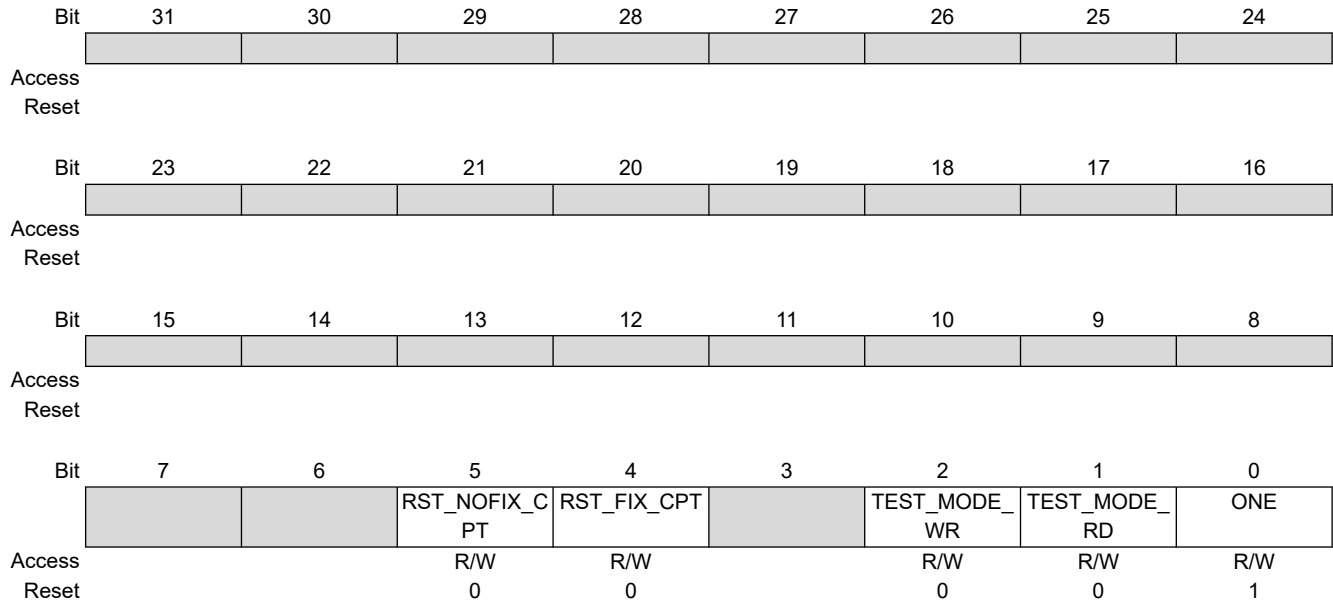 Bit 31 30 29 28 27 26 25 24
Access
Reset
Bit 23 22 21 20 19 18 17 16
Access
Reset
Bit 15 14 13 12 11 10 9 8
Access
Reset
Bit 7 6 5 4 3 2 1 0
RST_NOFIX_C RST_FIX_CPT TEST_MODE_ TEST_MODE_ ONE
PT WR RD
Access R/W R/W R/W R/W R/W
Reset 0 0 0 0 1